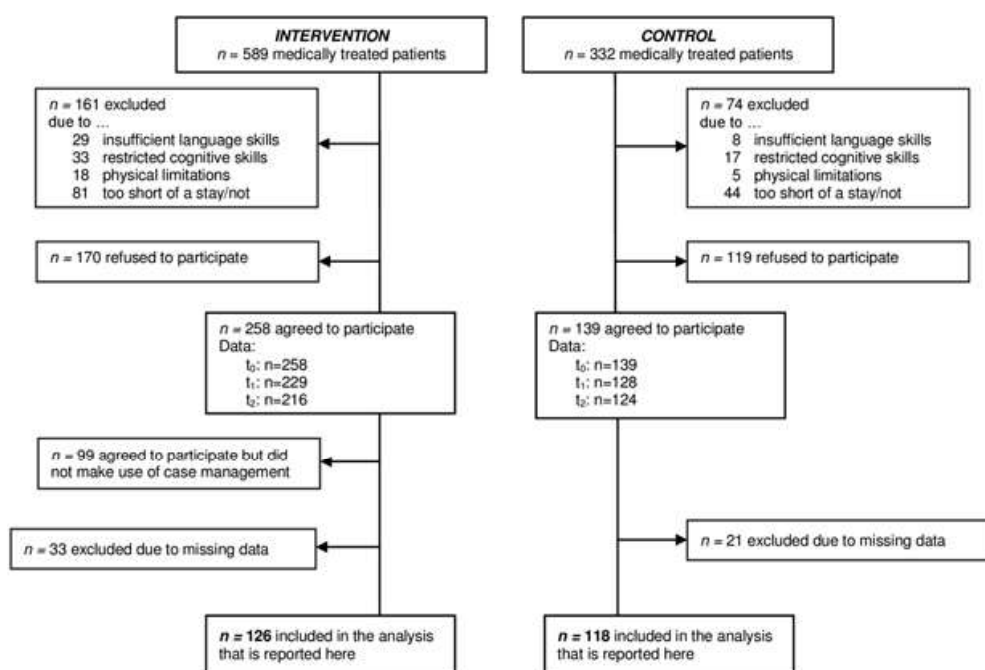 INTERVENTION
n = 589 medically treated patients
CONTROL
n = 332 medically treated patients
n = 161 excluded
due to ...
29 insufficient language skills
33 restricted cognitive skills
18 physical limitations
81 too short of a stay/not
n = 74 excluded
due to ...
8 insufficient language skills
17 restricted cognitive skills
5 physical limitations
44 too short of a stay/not
n = 170 refused to participate
n = 119 refused to participate
n = 258 agreed to participate
Data:
t₀: n=258
t₁: n=229
t₂: n=216
n = 139 agreed to participate
Data:
t₀: n=139
t₁: n=128
t₂: n=124
n = 99 agreed to participate but did
not make use of case management
n = 33 excluded due to missing data
n = 21 excluded due to missing data
n = 126 included in the analysis
that is reported here
n = 118 included in the analysis
that is reported here